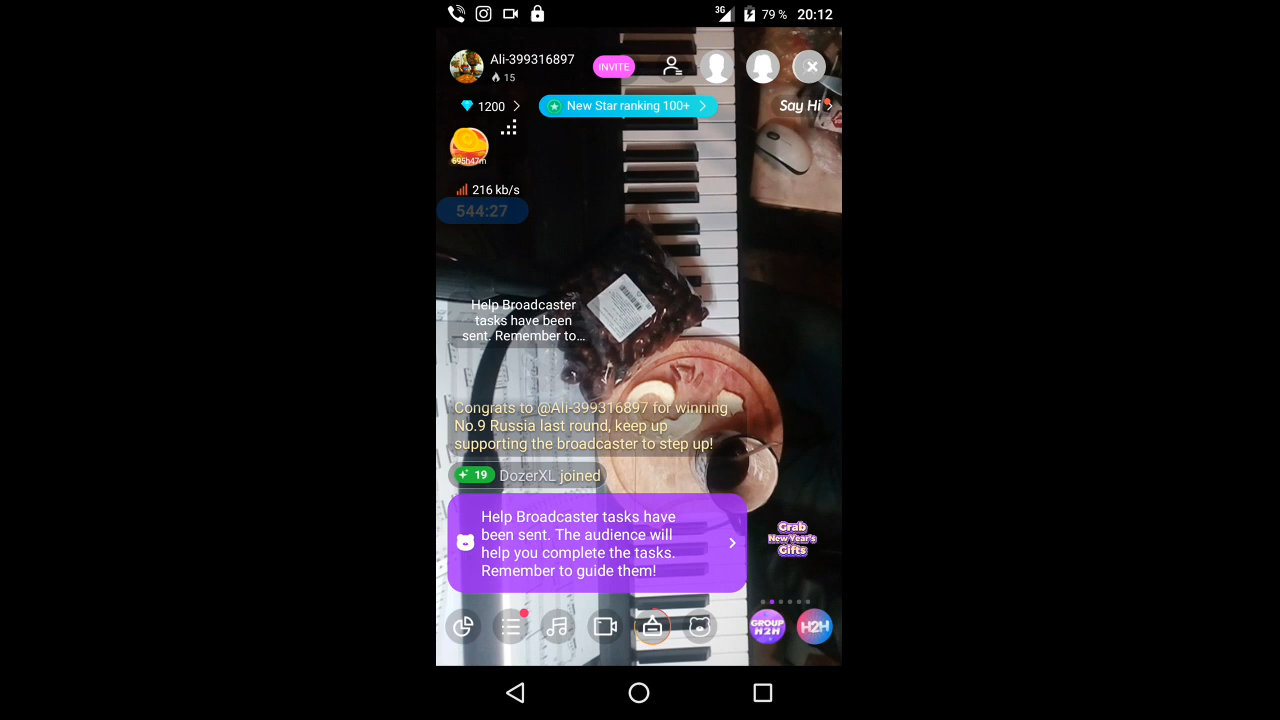 3G 79 % 20:12
Ali-399316897
15
INVITE
1200
New Star ranking 100+
Say Hi
695h47m
216 kb/s
544:27
Help Broadcaster
tasks have been
sent. Remember to...
Congrats to @Ali-399316897 for winning
No.9 Russia last round, keep up
supporting the broadcaster to step up!
19 DozerXL joined
Help Broadcaster tasks have
been sent. The audience will
help you complete the tasks.
Remember to guide them!
Grab
New Year's
Gifts
GROUP
H2H
H2H